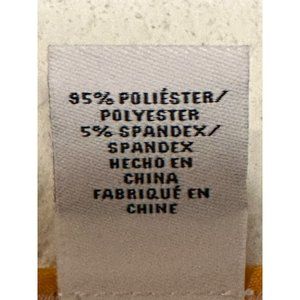 95% POLIÉSTER/
POLYESTER
5% SPANDEX/
SPANDEX
HECHO EN
CHINA
FABRIQUÉ EN
CHINE